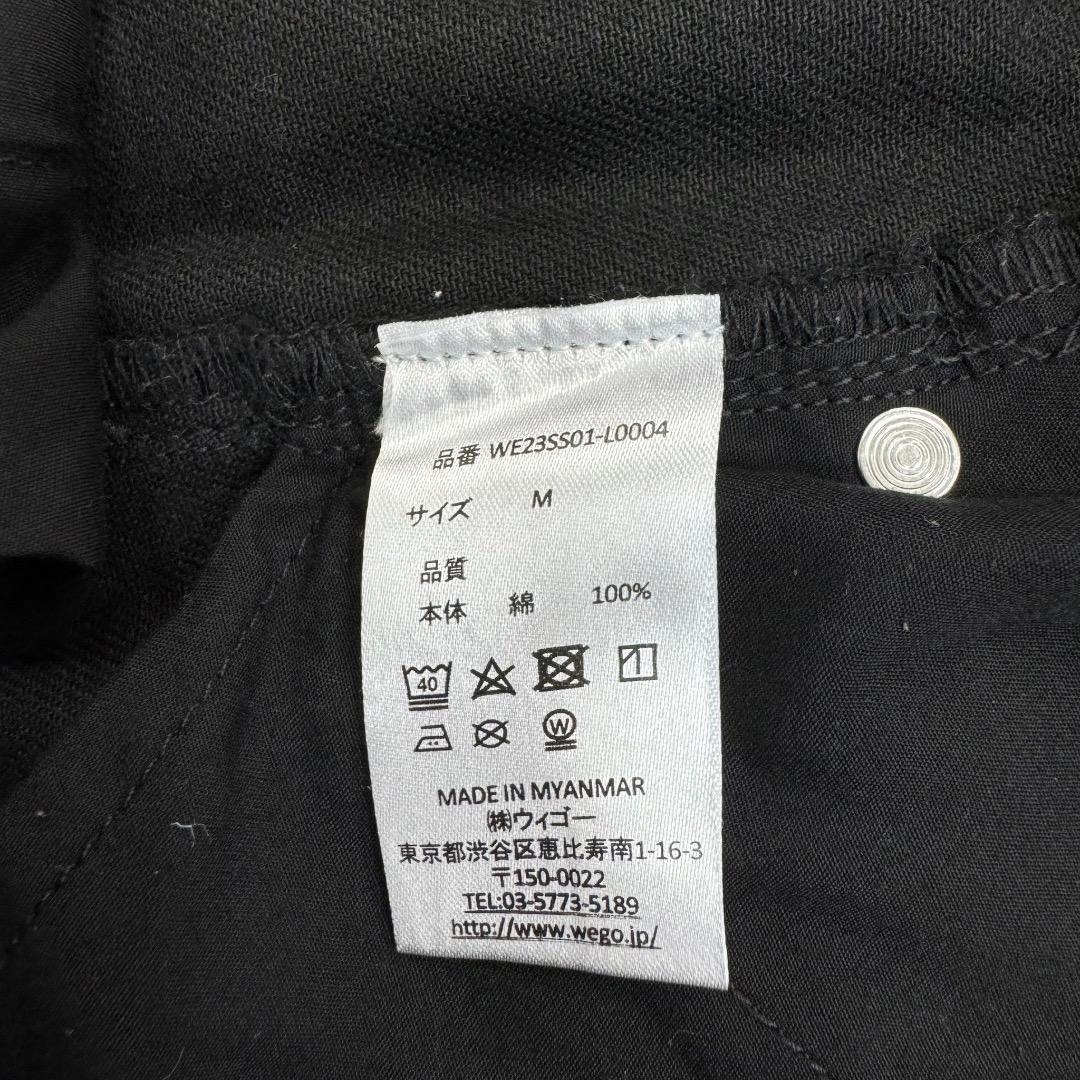 品番 WE23SS01-L0004
サイズ M
品質
本体 綿 100%
40
W
MADE IN MYANMAR
㈱ウィゴー
東京都渋谷区恵比寿南1-16-3
〒150-0022
TEL:03-5773-5189
http://www.wego.jp/